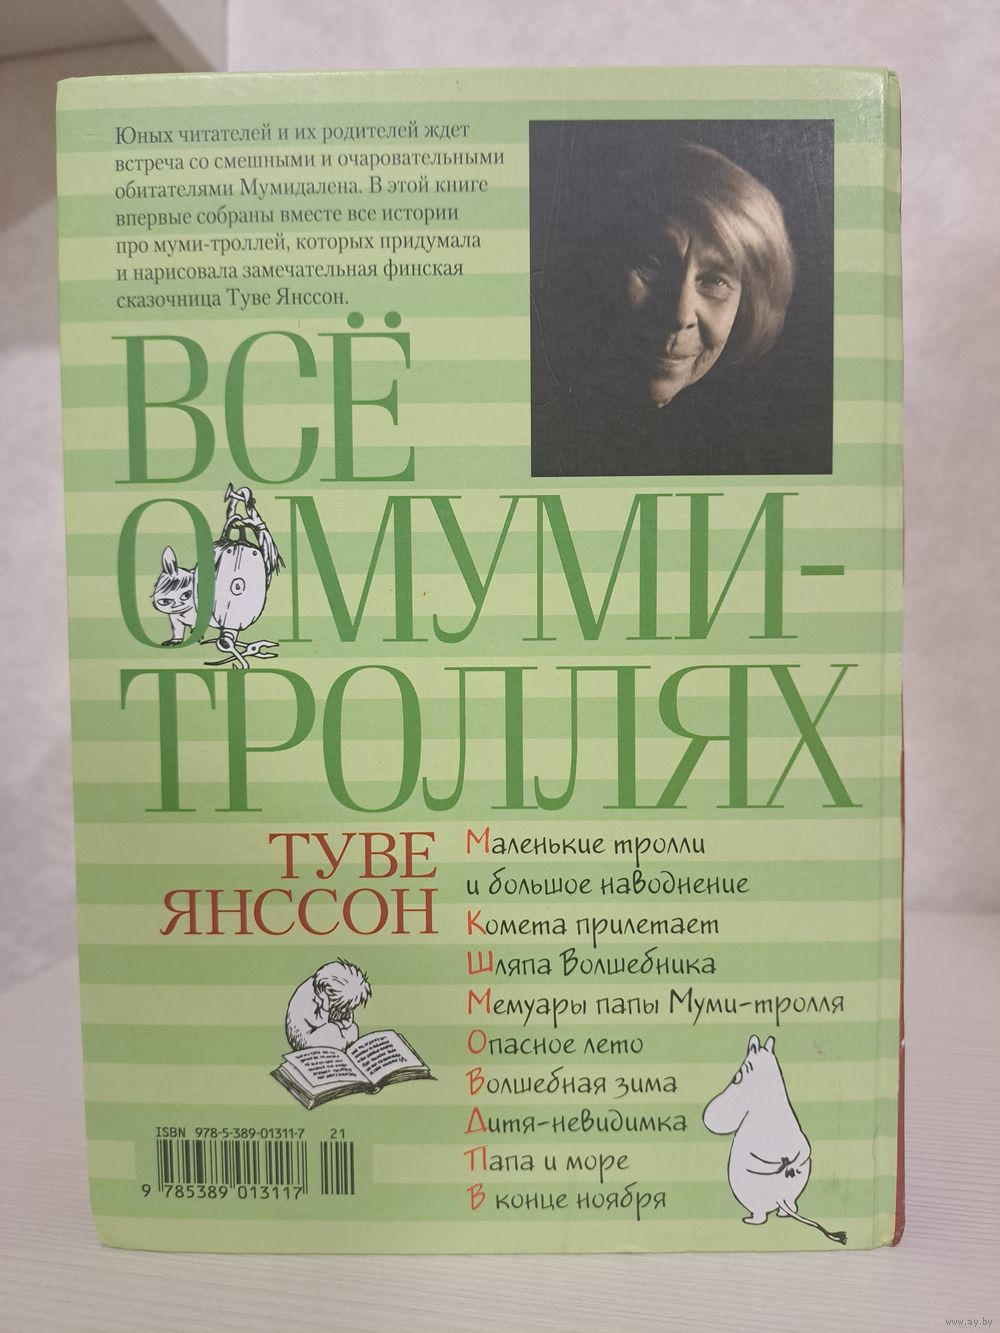 Юных читателей и их родителей ждет
встреча со смешными и очаровательными
обитателями Мумидалена. В этой книге
впервые собраны вместе все истории
про муми-троллей, которых придумала
и нарисовала замечательная финская
сказочница Туве Янссон.
ВСЁ
О МУМИ-
ТРОЛЛЯХ
ТУВЕ
ЯНССОН
Маленькие тролли
и большое наводнение
Комета прилетает
Шляпа Волшебника
Мемуары папы Муми-тролля
Опасное лето
Волшебная зима
Дитя-невидимка
Папа и море
В конце ноября
ISBN 978-5-389-01311-7 21
9 785389 013117
www.ay.by